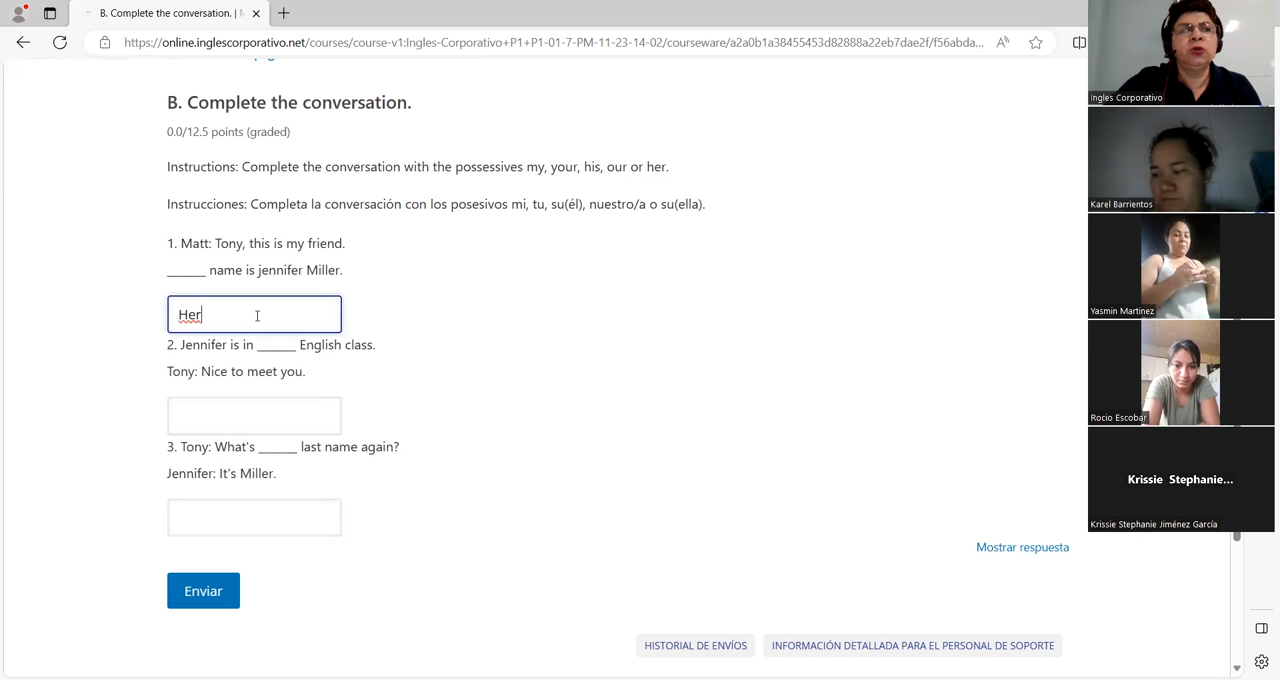 B. Complete the conversation. |
https://online.inglescorporativo.net/courses/course-v1:Ingles-Corporativo+P1+P1-01-7-PM-11-23-14-02/courseware/a2a0b1a38455453d82888a22eb7dae2f/f56abda...
B. Complete the conversation.
0.0/12.5 points (graded)
Instructions: Complete the conversation with the possessives my, your, his, our or her.
Instrucciones: Completa la conversación con los posesivos mi, tu, su(él), nuestro/a o su(ella).
1. Matt: Tony, this is my friend.
______ name is jennifer Miller.
Her
2. Jennifer is in ______ English class.
Tony: Nice to meet you.
3. Tony: What's ______ last name again?
Jennifer: It's Miller.
Mostrar respuesta
Enviar
HISTORIAL DE ENVÍOS
INFORMACIÓN DETALLADA PARA EL PERSONAL DE SOPORTE
Ingles Corporativo
Karel Barrientos
Yasmin Martinez
Rocio Escobar
Krissie Stephanie...
Krissie Stephanie Jiménez García